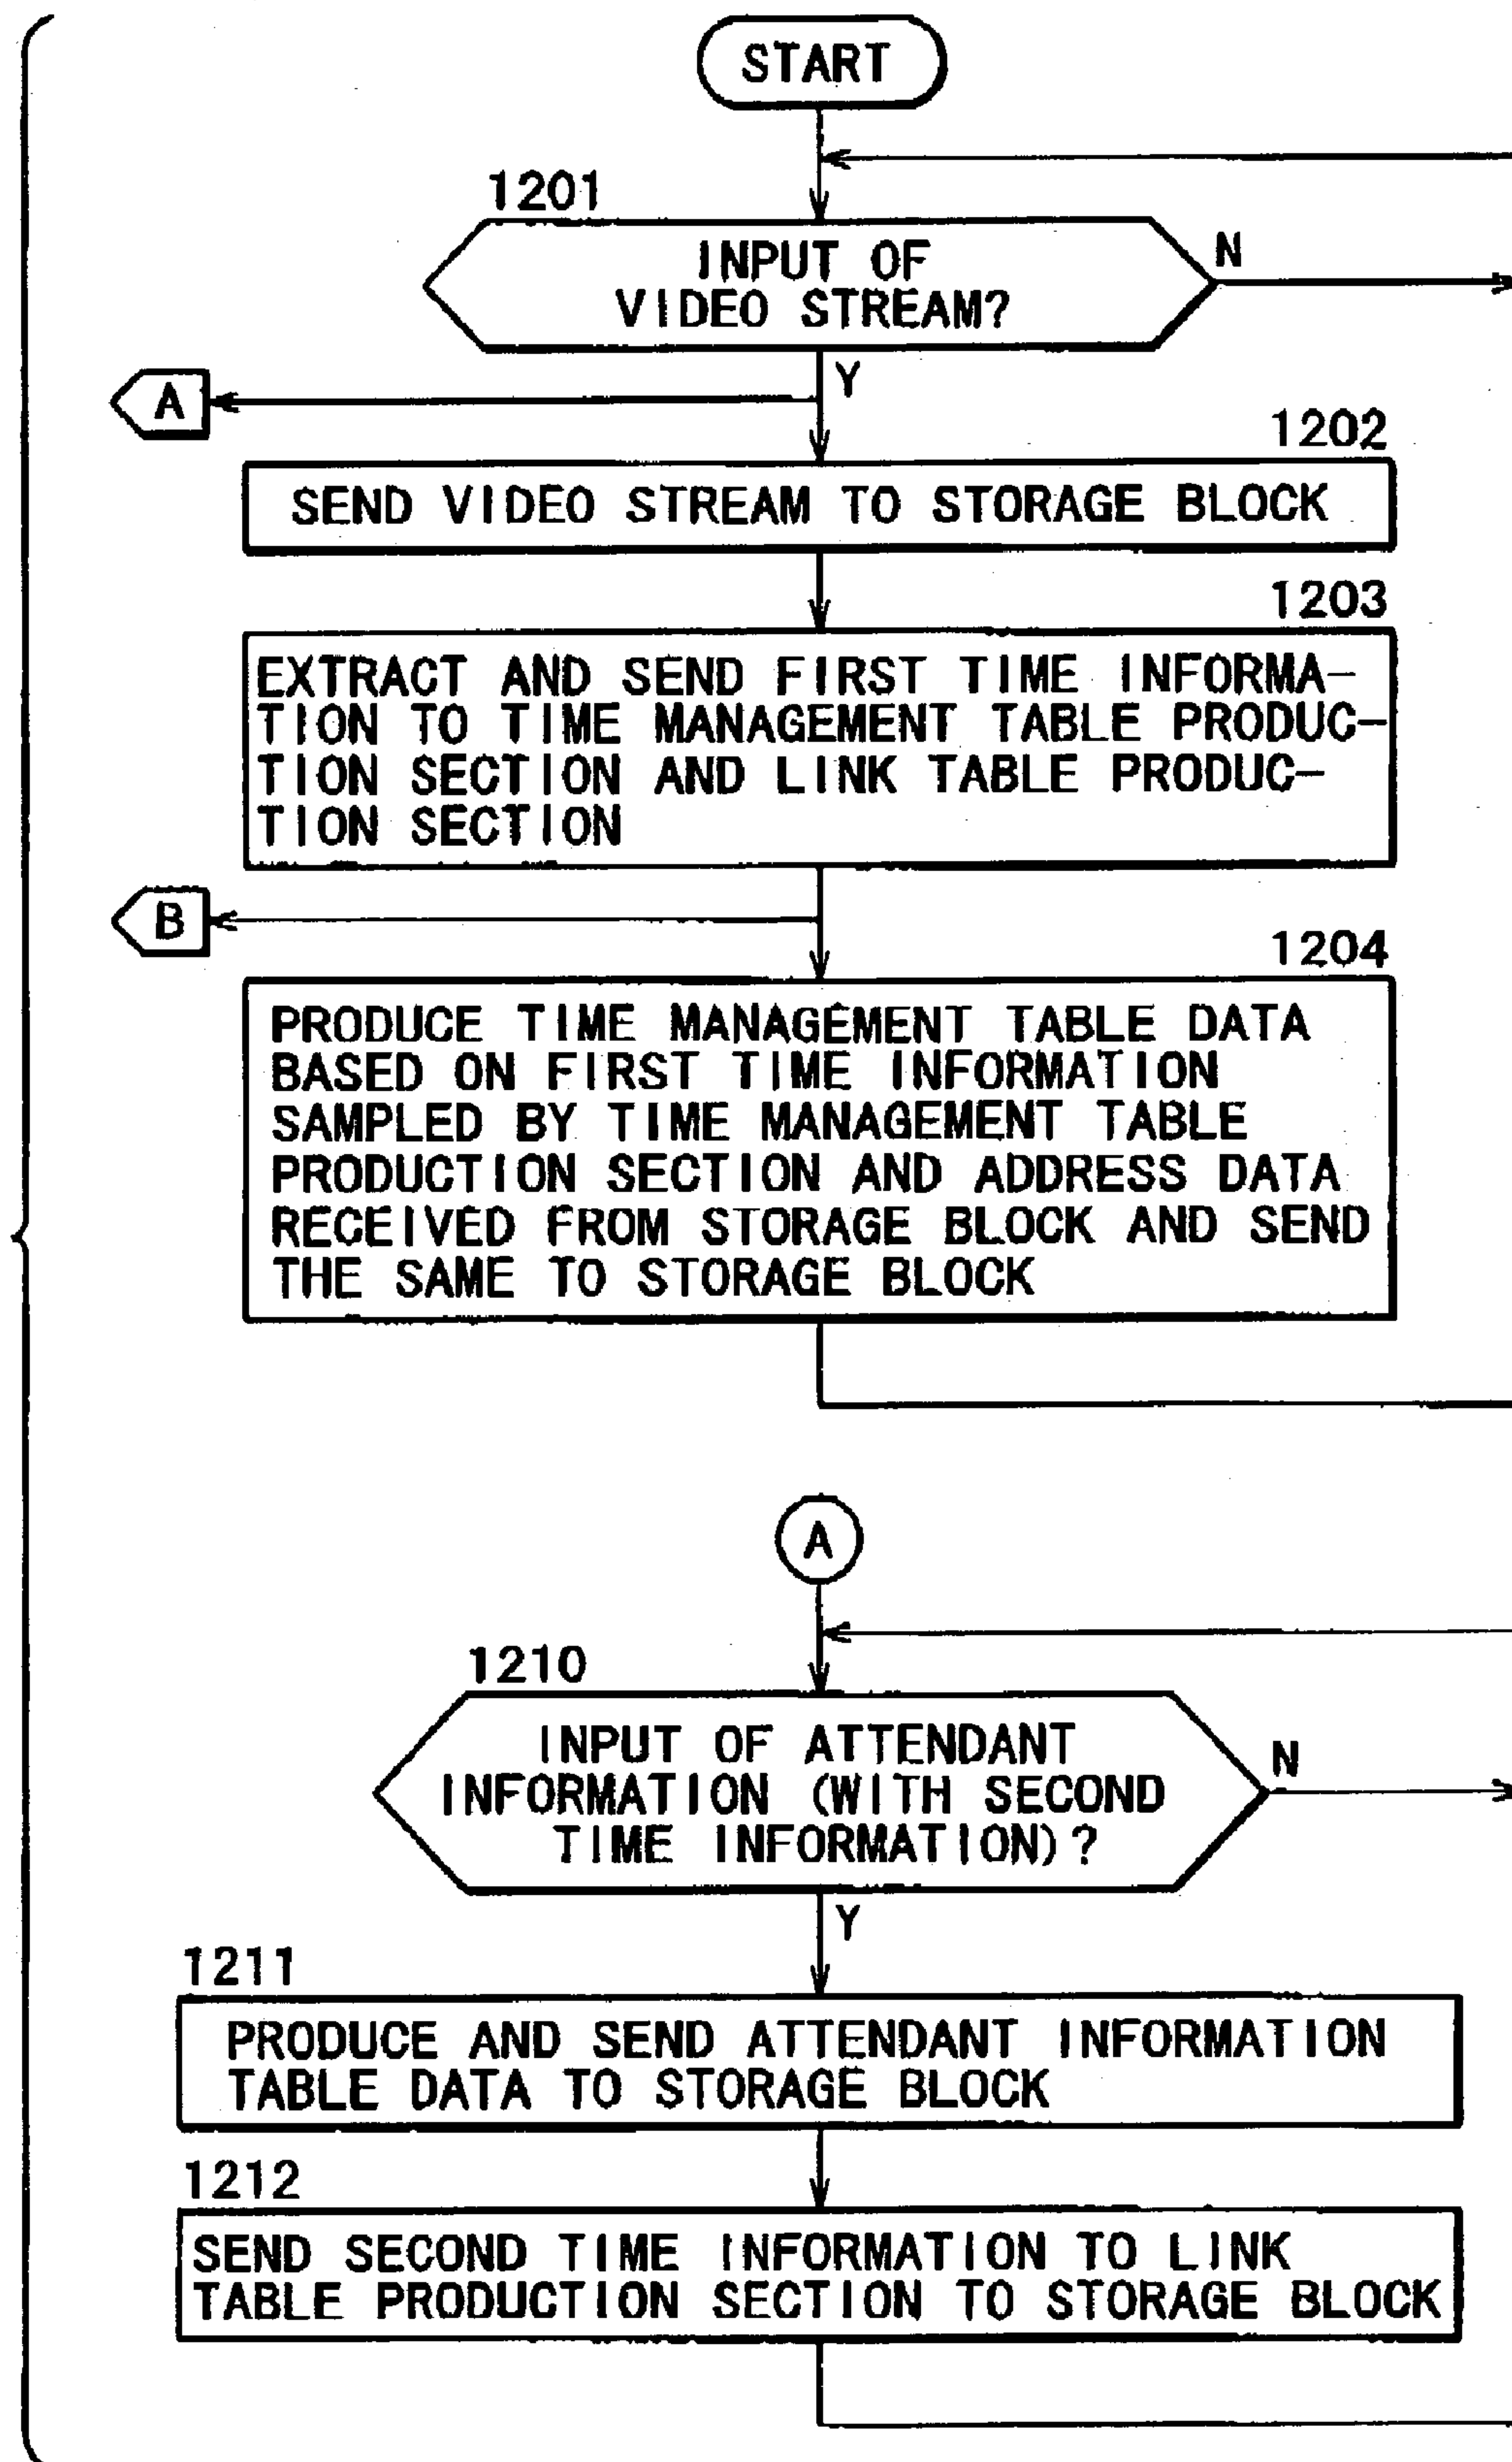 START
1201
INPUT OF
VIDEO STREAM?
N
Y
A
1202
SEND VIDEO STREAM TO STORAGE BLOCK
1203
EXTRACT AND SEND FIRST TIME INFORMA-
TION TO TIME MANAGEMENT TABLE PRODUC-
TION SECTION AND LINK TABLE PRODUC-
TION SECTION
B
1204
PRODUCE TIME MANAGEMENT TABLE DATA
BASED ON FIRST TIME INFORMATION
SAMPLED BY TIME MANAGEMENT TABLE
PRODUCTION SECTION AND ADDRESS DATA
RECEIVED FROM STORAGE BLOCK AND SEND
THE SAME TO STORAGE BLOCK
A
1210
INPUT OF ATTENDANT
INFORMATION (WITH SECOND
TIME INFORMATION)?
N
Y
1211
PRODUCE AND SEND ATTENDANT INFORMATION
TABLE DATA TO STORAGE BLOCK
1212
SEND SECOND TIME INFORMATION TO LINK
TABLE PRODUCTION SECTION TO STORAGE BLOCK